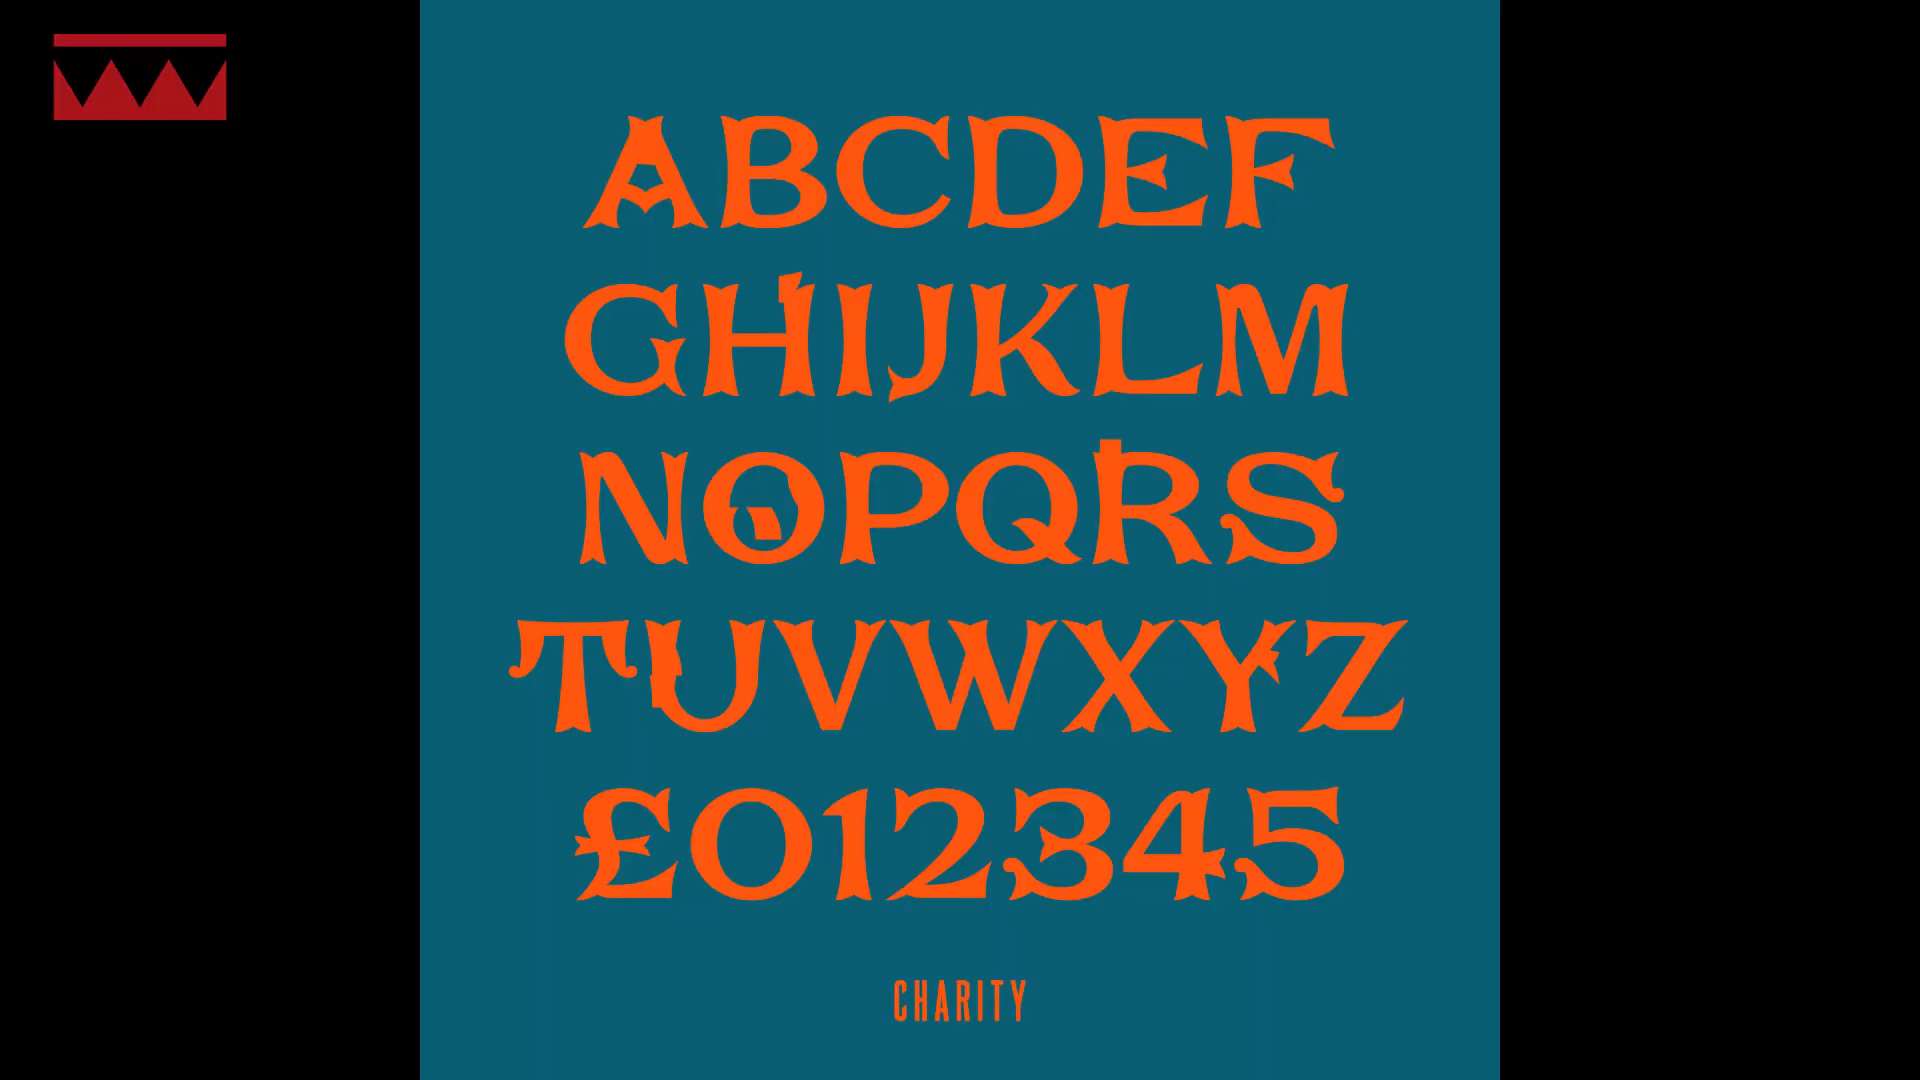 ABCDEF
GHIJKLM
NOPQRS
TUVWXYZ
£012345
CHARITY